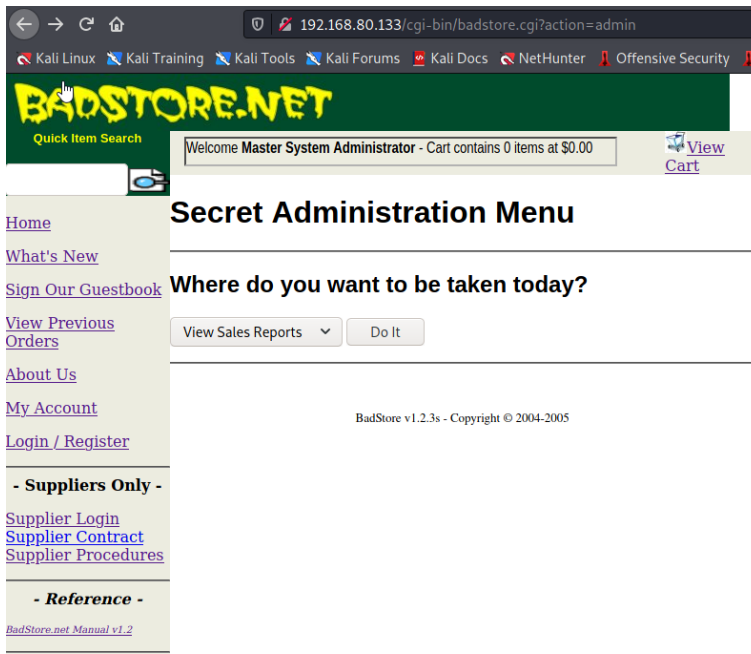 192.168.80.133/cgi-bin/badstore.cgi?action=admin
Kali Linux Kali Training Kali Tools Kali Forums Kali Docs NetHunter Offensive Security
BADSTORE.NET
Quick Item Search
Welcome Master System Administrator - Cart contains 0 items at $0.00
View Cart
Secret Administration Menu
Where do you want to be taken today?
View Sales Reports
Do It
BadStore v1.2.3s - Copyright © 2004-2005
Home
What's New
Sign Our Guestbook
View Previous
Orders
About Us
My Account
Login / Register
- Suppliers Only -
Supplier Login
Supplier Contract
Supplier Procedures
- Reference -
BadStore.net Manual v1.2